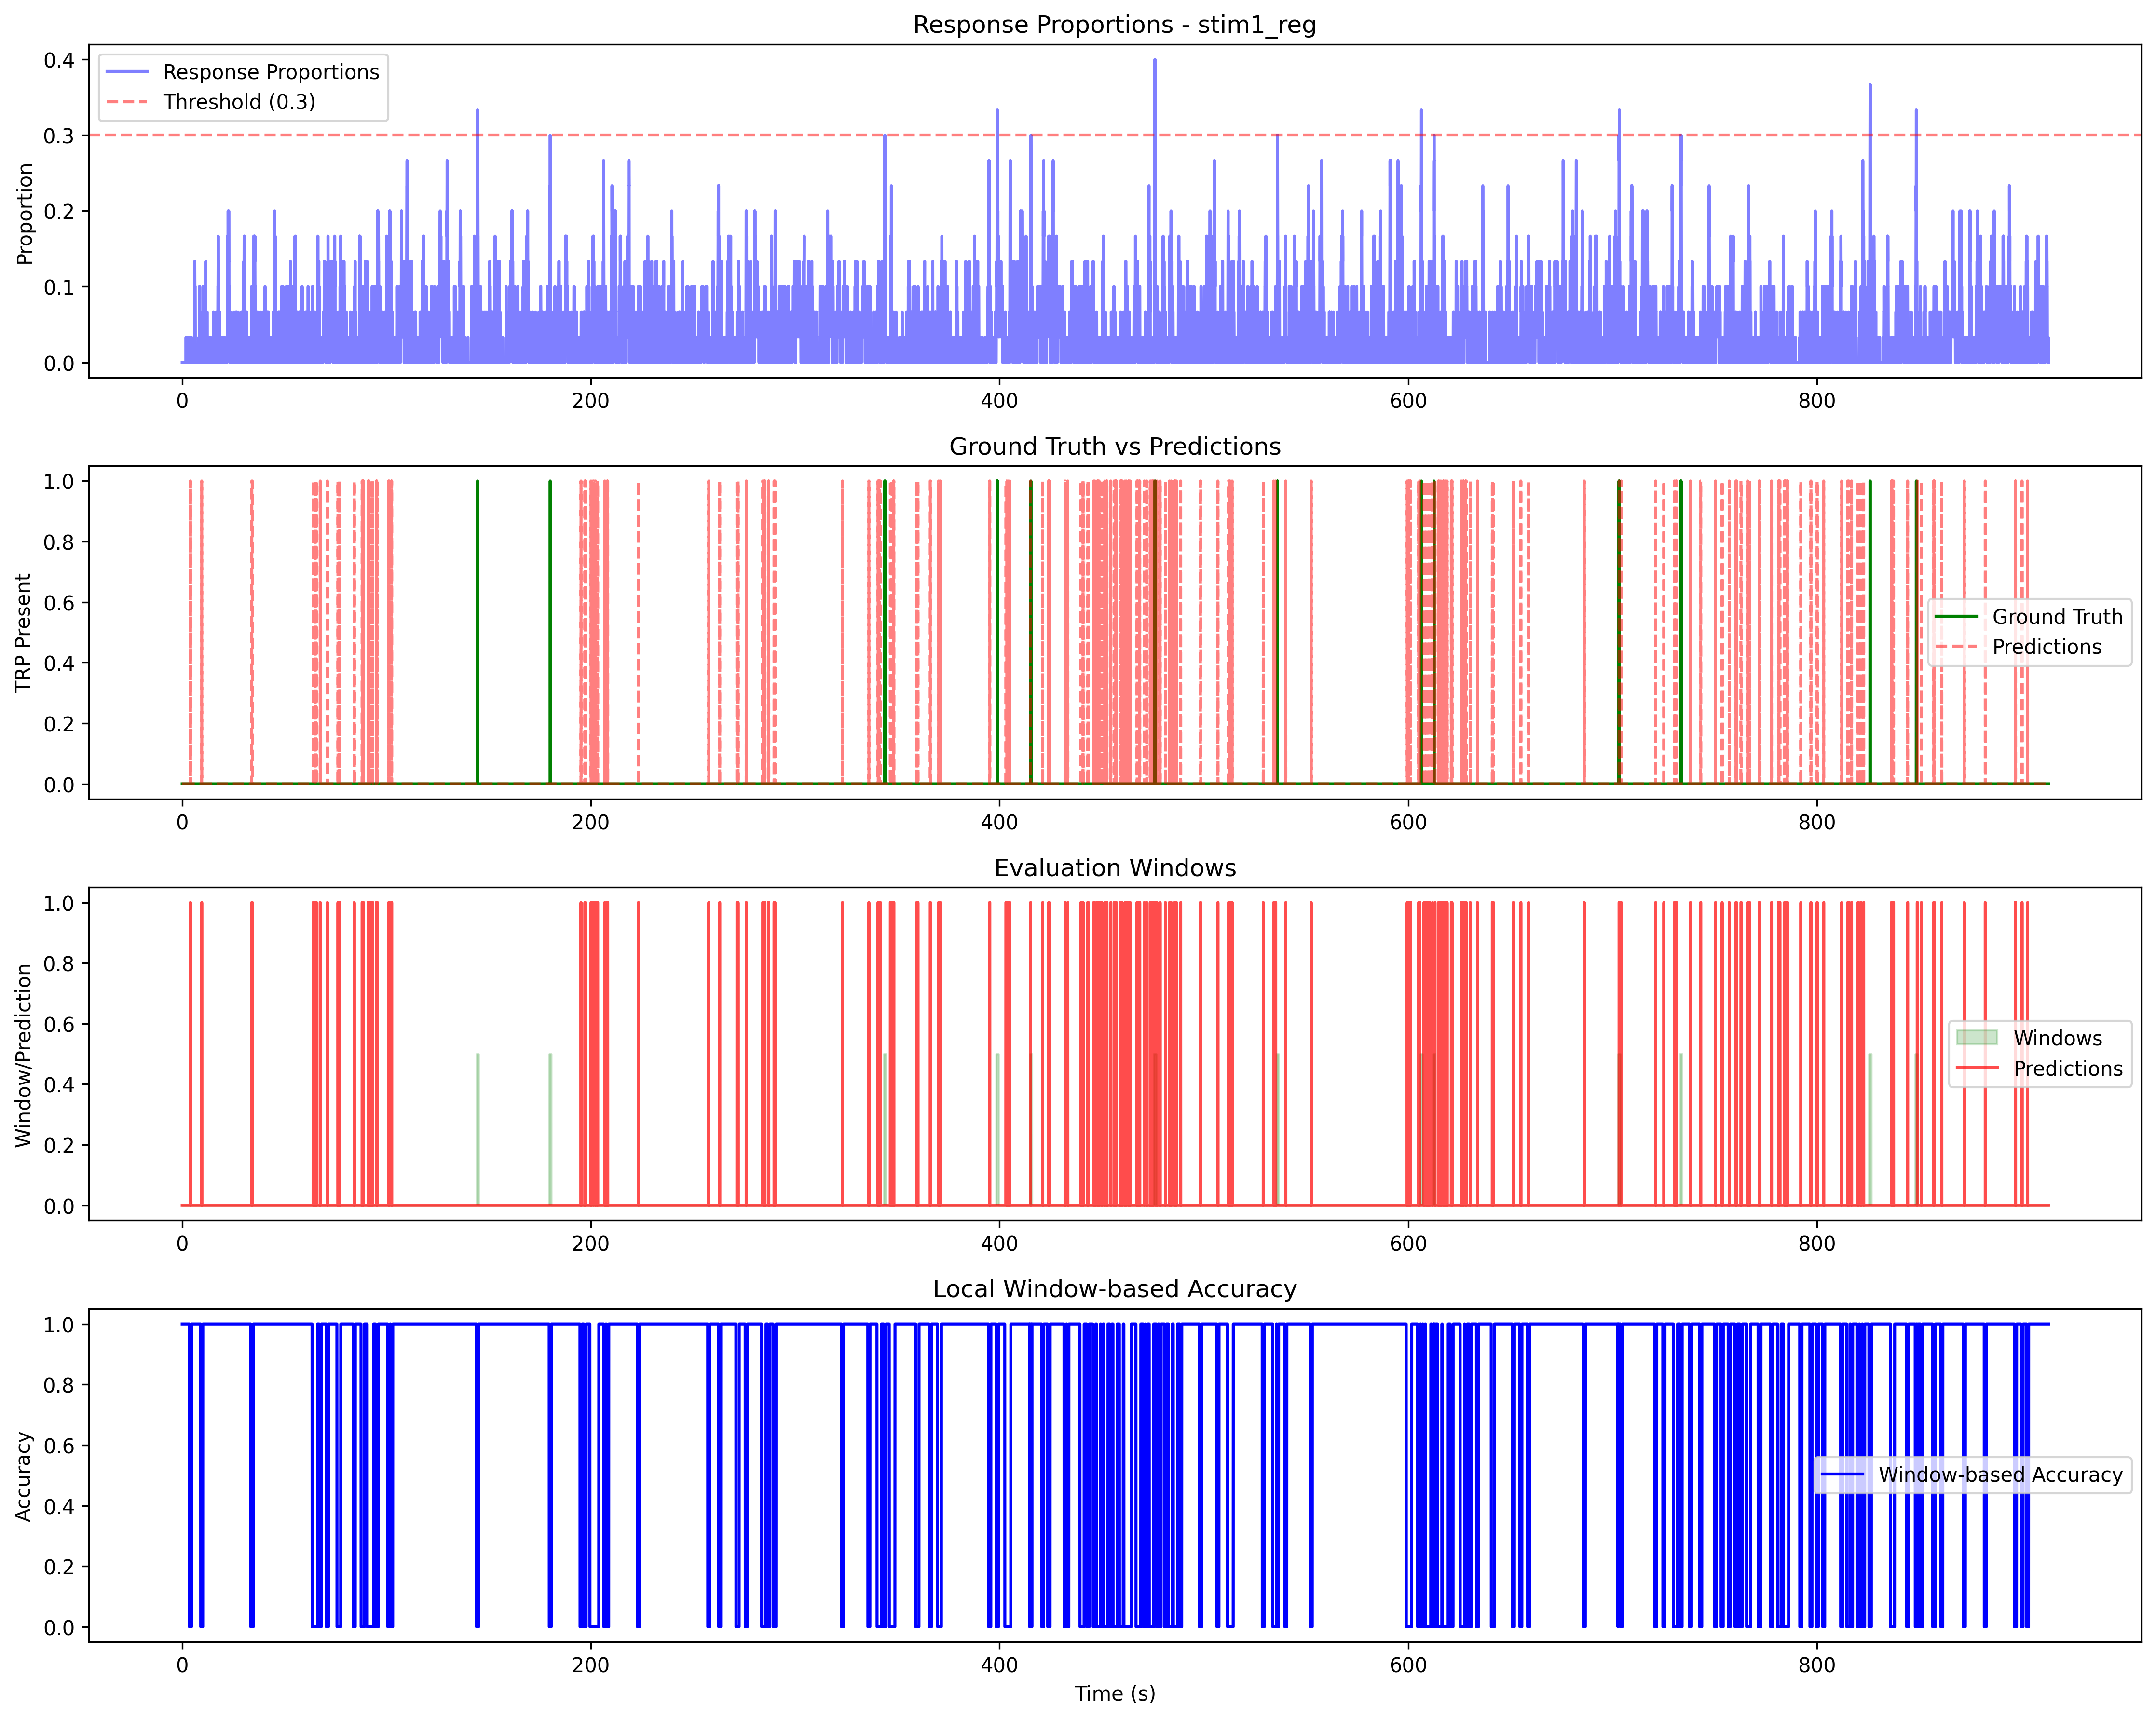 Response Proportions - stim1_reg
Proportion
0.4
0.3
0.2
0.1
0.0
Response Proportions
Threshold (0.3)
0 200 400 600 800
Ground Truth vs Predictions
TRP Present
1.0
0.8
0.6
0.4
0.2
0.0
Ground Truth
Predictions
0 200 400 600 800
Evaluation Windows
Window/Prediction
1.0
0.8
0.6
0.4
0.2
0.0
Windows
Predictions
0 200 400 600 800
Local Window-based Accuracy
Accuracy
1.0
0.8
0.6
0.4
0.2
0.0
Window-based Accuracy
0 200 400 600 800
Time (s)